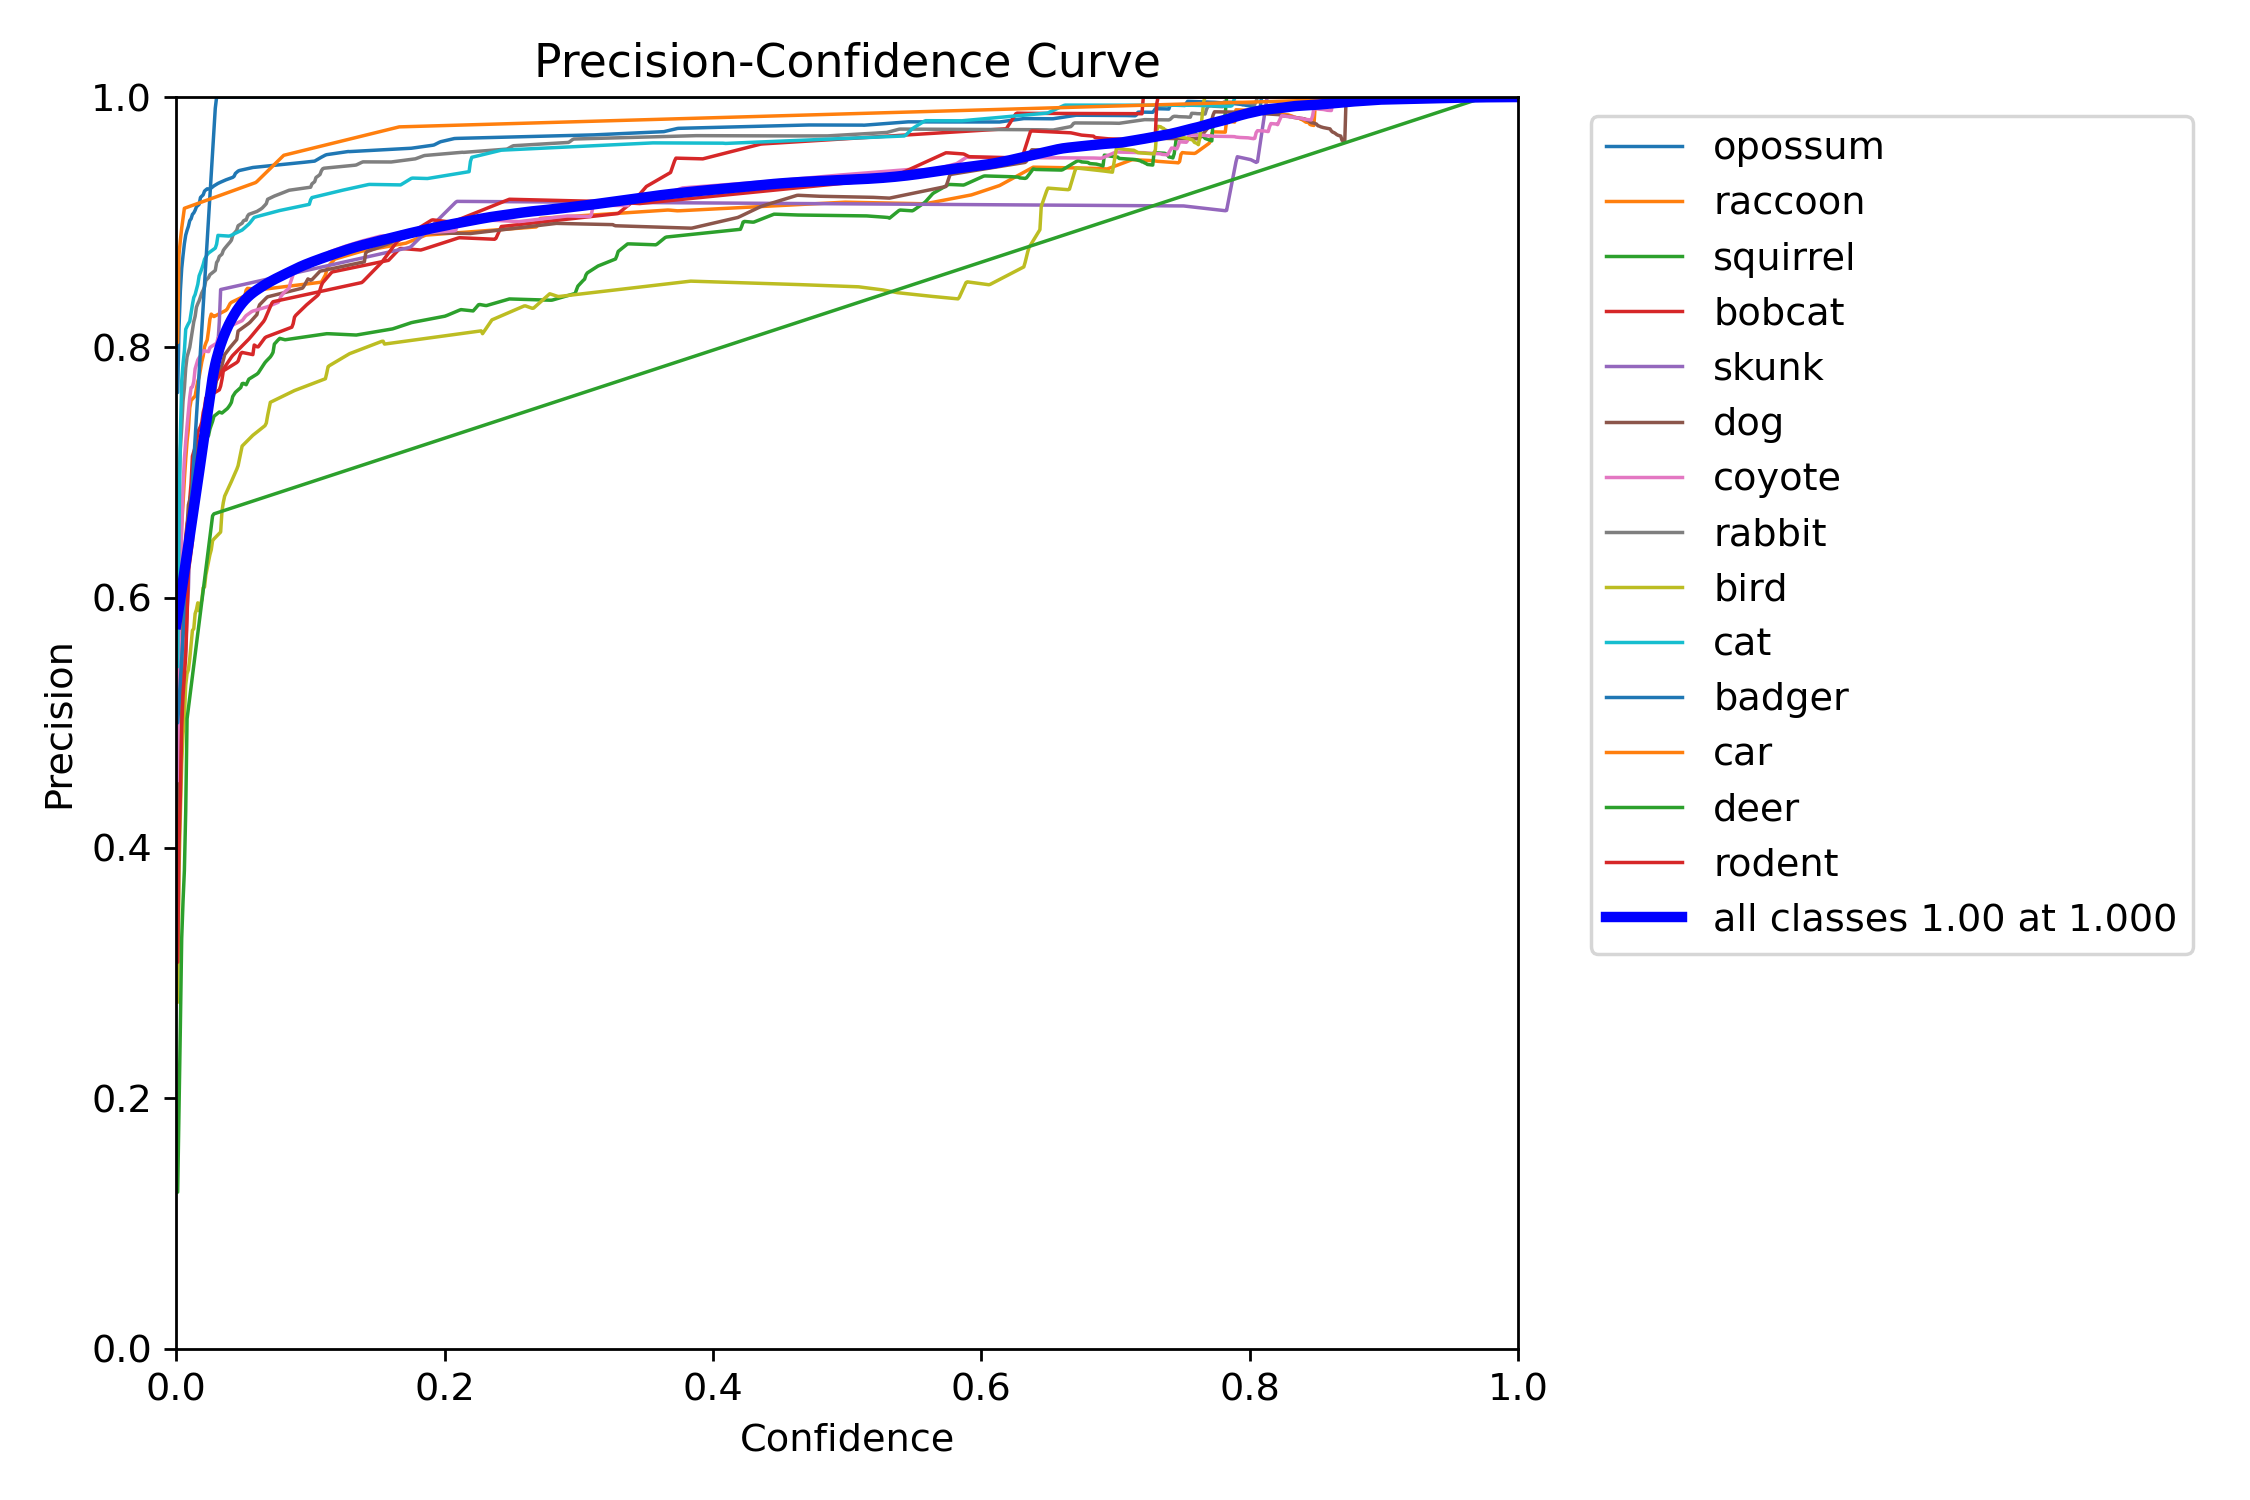 Precision-Confidence Curve
1.0
0.8
0.6
0.4
0.2
0.0
Precision
0.0 0.2 0.4 0.6 0.8 1.0
Confidence
opossum
raccoon
squirrel
bobcat
skunk
dog
coyote
rabbit
bird
cat
badger
car
deer
rodent
all classes 1.00 at 1.000